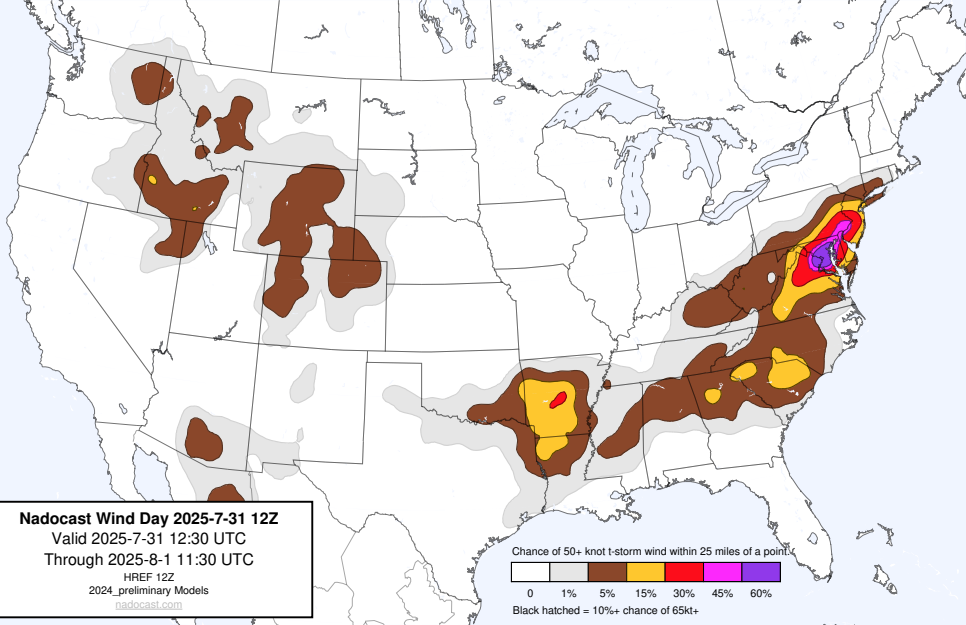 Nadocast Wind Day 2025-7-31 12Z
Valid 2025-7-31 12:30 UTC
Through 2025-8-1 11:30 UTC
HREF 12Z
2024_preliminary Models
nadocast.com
Chance of 50+ knot t-storm wind within 25 miles of a point.
0 1% 5% 15% 30% 45% 60%
Black hatched = 10%+ chance of 65kt+